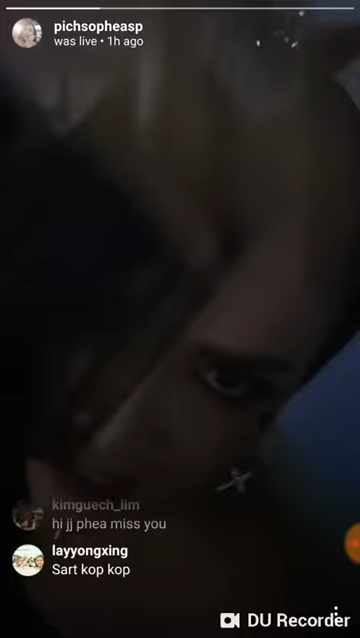 pichsopheasp
was live • 1h ago
kimguech_lim
hi jj phea miss you
layyongxing
Sart kop kop
DU Recorder